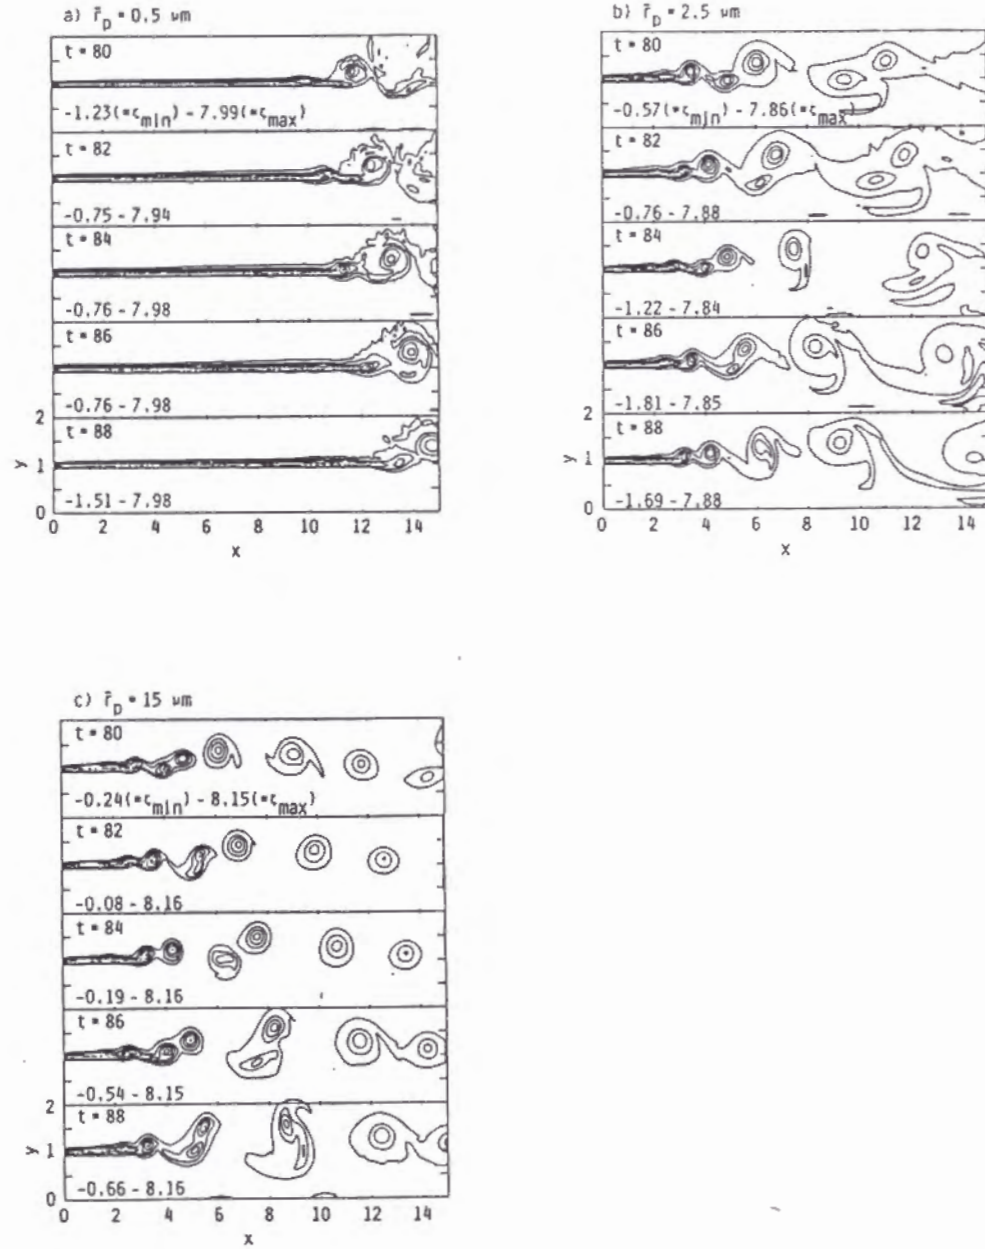 a) r̄p = 0.5 μm
t = 80
-1.23(=ζmin) - 7.99(=ζmax)
t = 82
-0.75 - 7.94
t = 84
-0.76 - 7.98
t = 86
-0.76 - 7.98
t = 88
-1.51 - 7.98
2
y 1
0
0 2 4 6 8 10 12 14
x
b) r̄p = 2.5 μm
t = 80
-0.57(=ζmin) - 7.86(=ζmax)
t = 82
-0.76 - 7.88
t = 84
-1.22 - 7.84
t = 86
-1.81 - 7.85
t = 88
-1.69 - 7.88
2
y 1
0
0 2 4 6 8 10 12 14
x
c) r̄p = 15 μm
t = 80
-0.24(=ζmin) - 8.15(=ζmax)
t = 82
-0.08 - 8.16
t = 84
-0.19 - 8.16
t = 86
-0.54 - 8.15
t = 88
-0.66 - 8.16
2
y 1
0
0 2 4 6 8 10 12 14
x